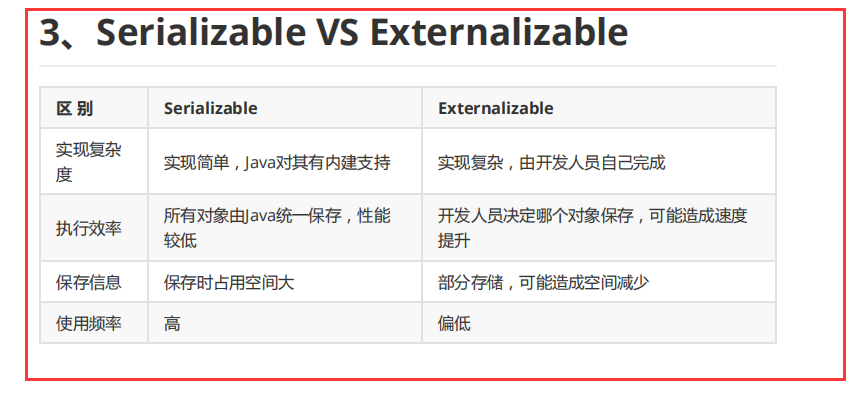 3、Serializable VS Externalizable
区 别 Serializable Externalizable
实现复杂
度 实现简单，Java对其有内建支持 实现复杂，由开发人员自己完成
执行效率 所有对象由Java统一保存，性能
较低 开发人员决定哪个对象保存，可能造成速度
提升
保存信息 保存时占用空间大 部分存储，可能造成空间减少
使用频率 高 偏低